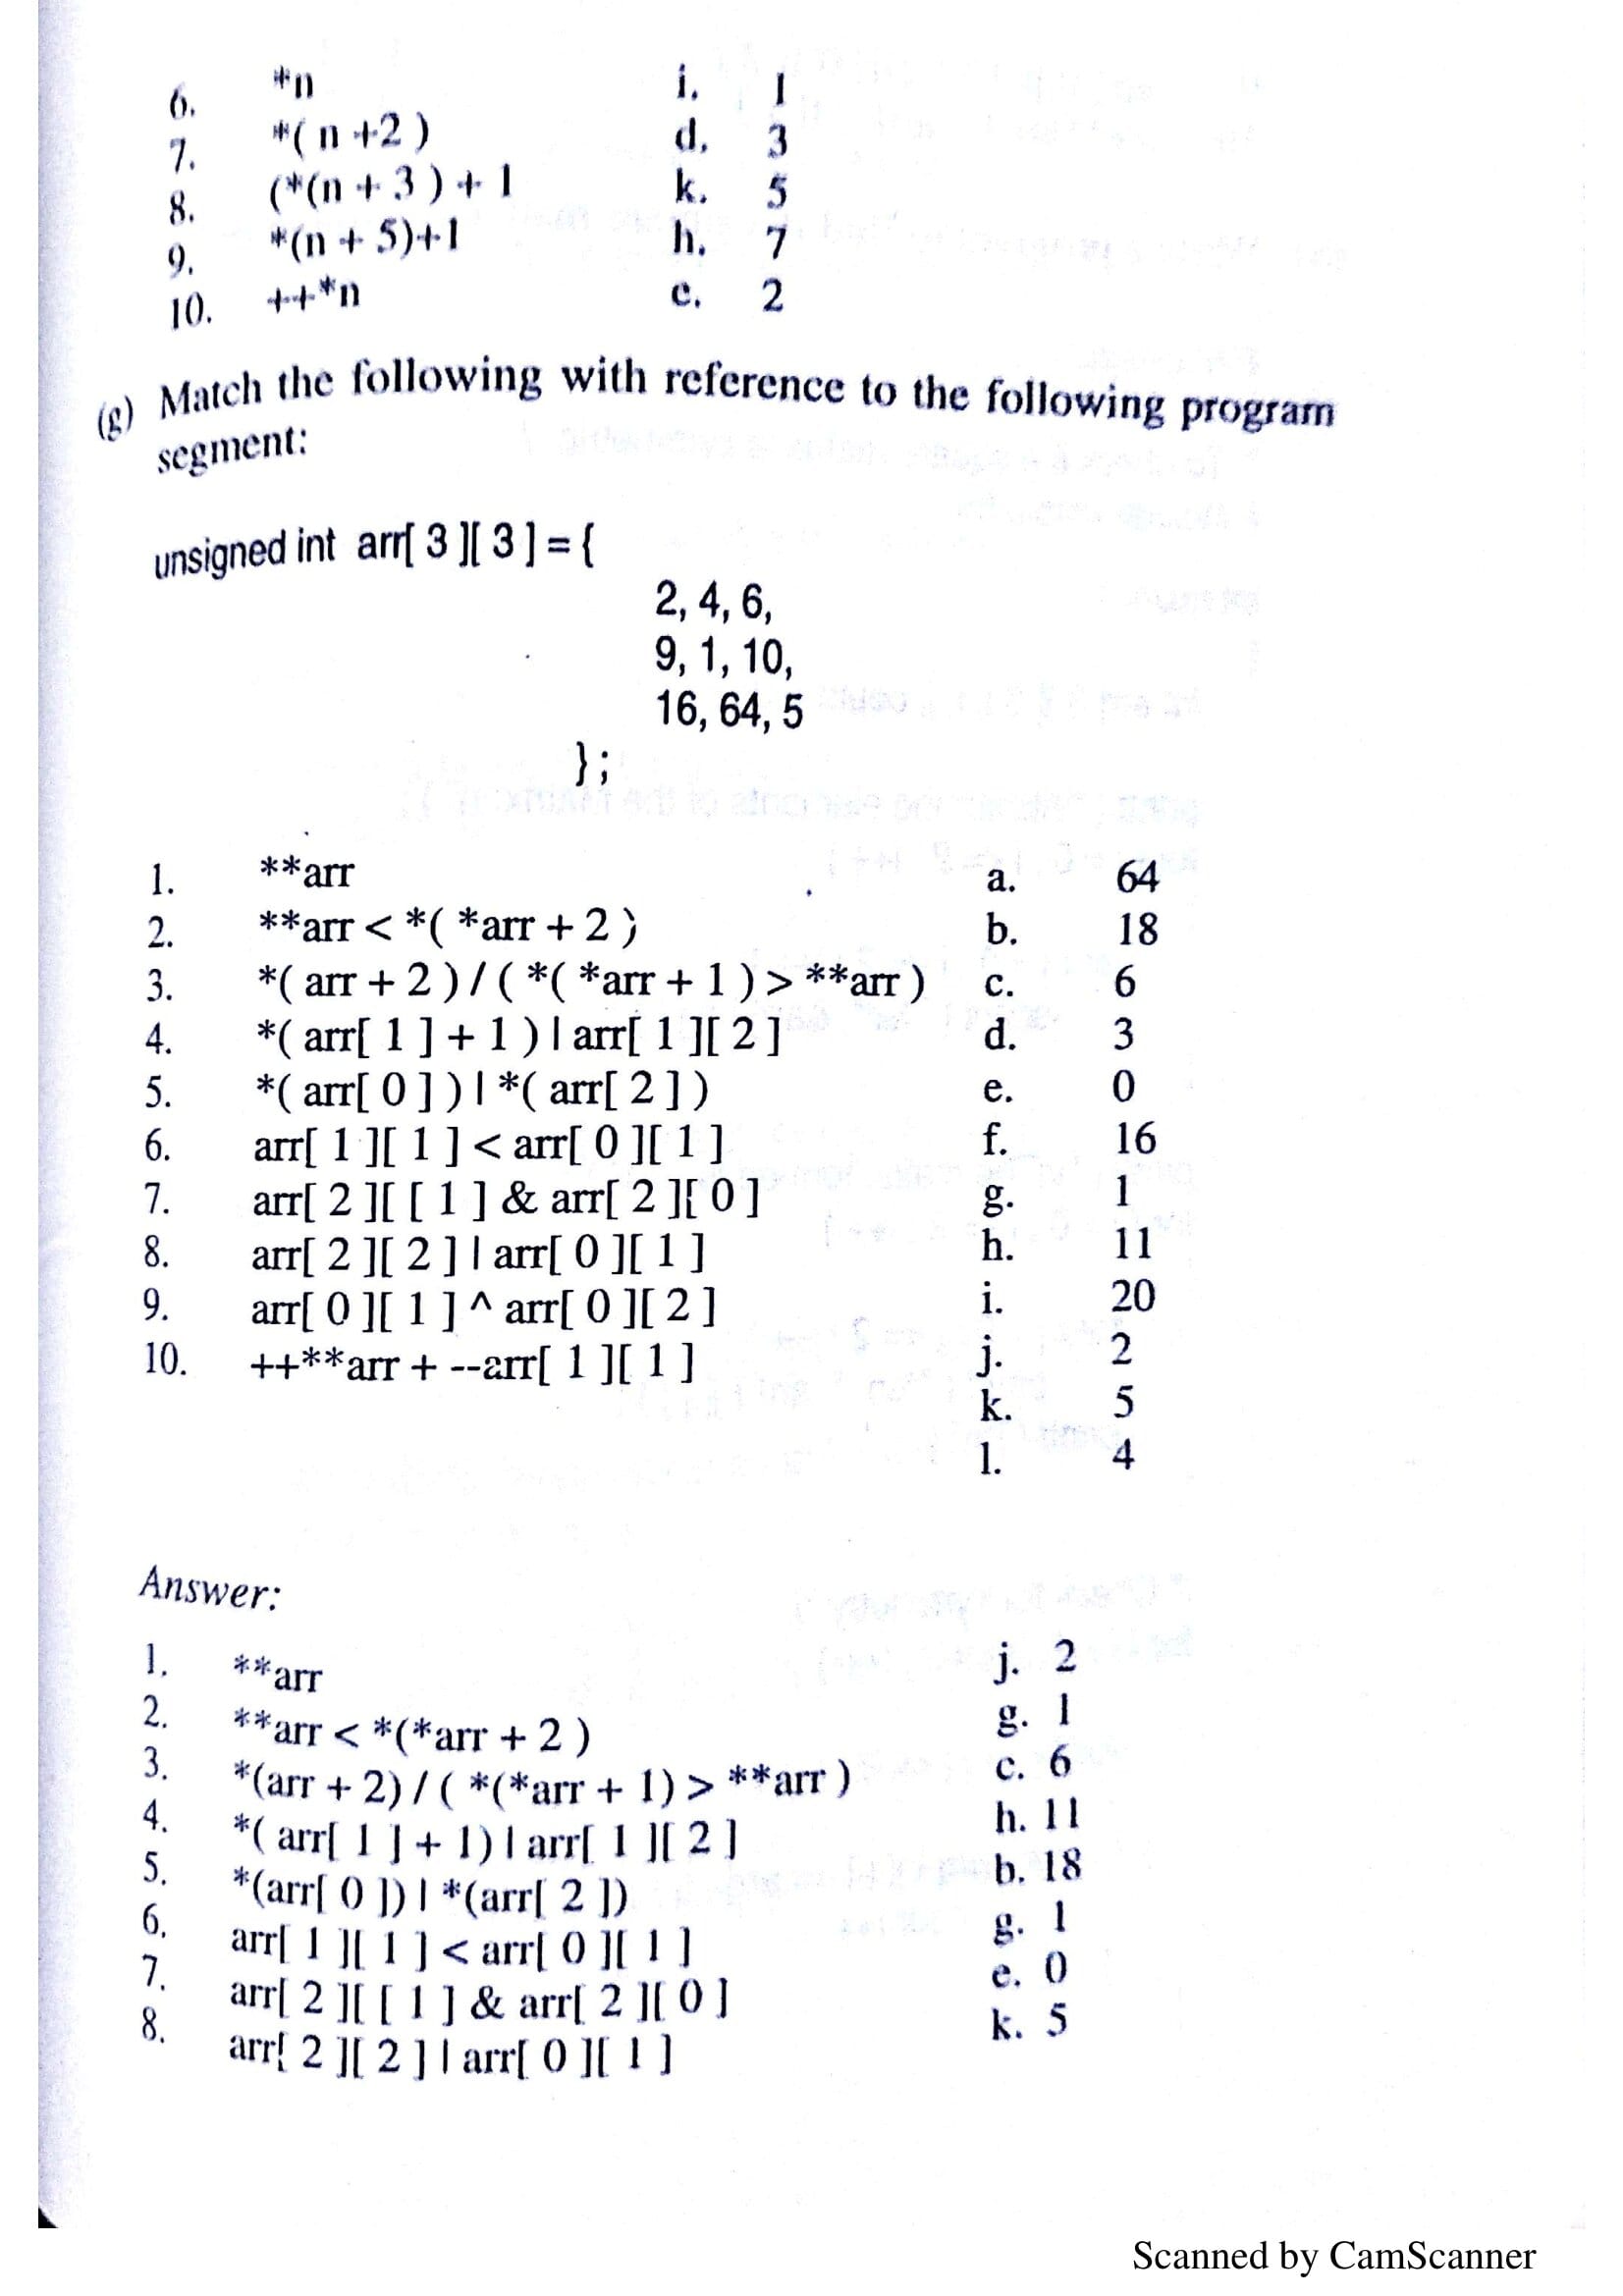 6. *n i. 1
7. *( n +2 ) d. 3
8. (*(n + 3 ) + 1 k. 5
9. *(n + 5)+1 h. 7
10. ++*n c. 2
(g) Match the following with reference to the following program
segment:
unsigned int arr[ 3 ][ 3 ] = {
2, 4, 6,
9, 1, 10,
16, 64, 5
} ;
1. **arr a. 64
2. **arr < *( *arr + 2 ) b. 18
3. *( arr + 2 ) / ( *( *arr + 1 ) > **arr ) c. 6
4. *( arr[ 1 ] + 1 ) | arr[ 1 ][ 2 ] d. 3
5. *( arr[ 0 ] ) | *( arr[ 2 ] ) e. 0
6. arr[ 1 ][ 1 ] < arr[ 0 ][ 1 ] f. 16
7. arr[ 2 ][ [ 1 ] & arr[ 2 ][ 0 ] g. 1
8. arr[ 2 ][ 2 ] | arr[ 0 ][ 1 ] h. 11
9. arr[ 0 ][ 1 ] ^ arr[ 0 ][ 2 ] i. 20
10. ++**arr + --arr[ 1 ][ 1 ] j. 2
k. 5
l. 4
Answer:
1. **arr j. 2
2. **arr < *(*arr + 2 ) g. 1
3. *(arr + 2) / ( *(*arr + 1) > **arr ) c. 6
4. *( arr[ 1 ] + 1) | arr[ 1 ][ 2 ] h. 11
5. *(arr[ 0 ]) | *(arr[ 2 ]) b. 18
6. arr[ 1 ][ 1 ] < arr[ 0 ][ 1 ] g. 1
7. arr[ 2 ][ [ 1 ] & arr[ 2 ][ 0 ] e. 0
8. arr[ 2 ][ 2 ] | arr[ 0 ][ 1 ] k. 5
Scanned by CamScanner